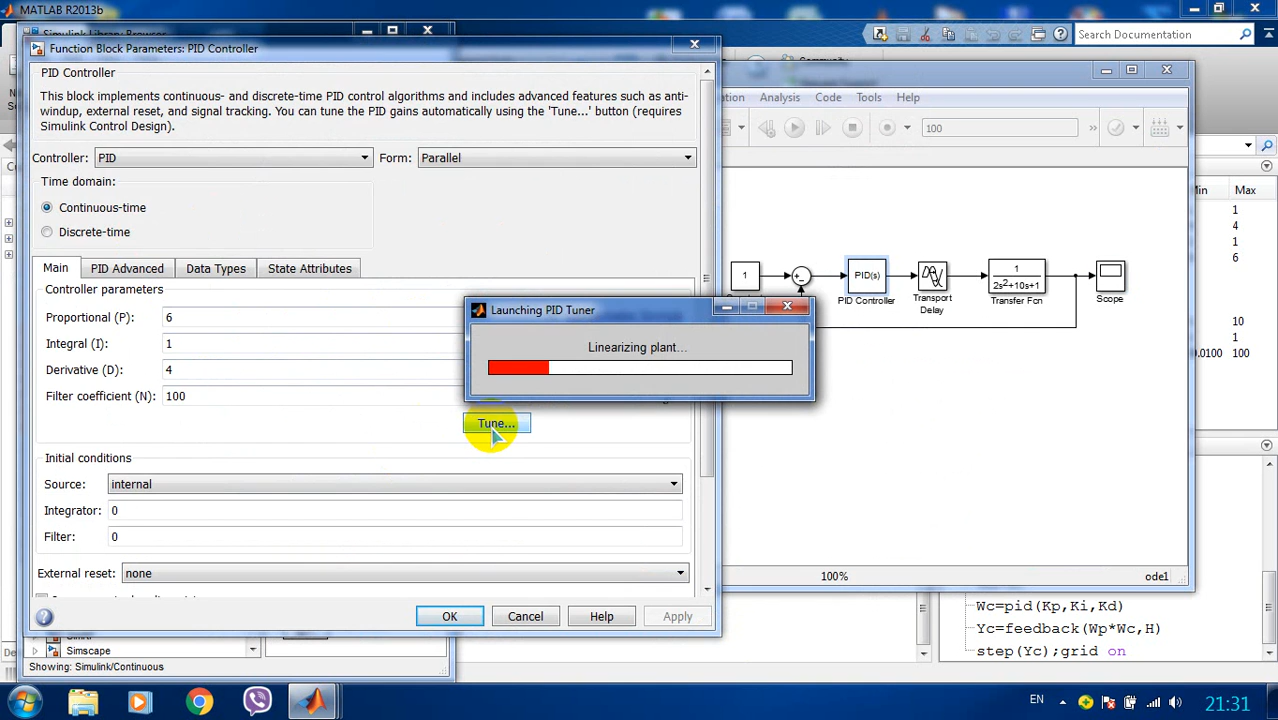 MATLAB R2013b
Simulink Library Browser
Search Documentation
Community
Function Block Parameters: PID Controller
PID Controller
This block implements continuous- and discrete-time PID control algorithms and includes advanced features such as anti-
windup, external reset, and signal tracking. You can tune the PID gains automatically using the 'Tune...' button (requires
Simulink Control Design).
Controller: PID
Form: Parallel
Time domain:
Continuous-time
Discrete-time
Main
PID Advanced
Data Types
State Attributes
Controller parameters
Proportional (P): 6
Integral (I): 1
Derivative (D): 4
Filter coefficient (N): 100
Tune...
Initial conditions
Source: internal
Integrator: 0
Filter: 0
External reset: none
OK
Cancel
Help
Apply
Simscape
Showing: Simulink/Continuous
Launching PID Tuner
Linearizing plant...
Analysis
Code
Tools
Help
100
1
PID(s)
PID Controller
Transport
Delay
1
2s²+10s+1
Transfer Fcn
Scope
100%
ode1
Min
Max
1
4
1
6
10
1
0.0100
100
Wc=pid(Kp,Ki,Kd)
Yc=feedback(Wp*Wc,H)
step(Yc);grid on
EN
21:31